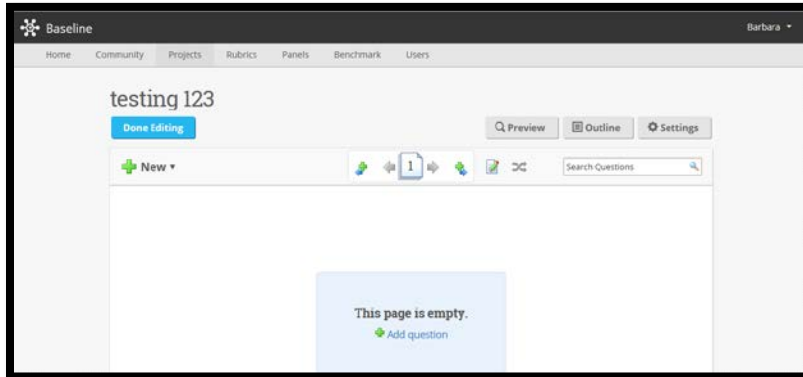 Baseline
Barbara
Home Community Projects Rubrics Panels Benchmark Users
testing 123
Done Editing Preview Outline Settings
New 1 Search Questions
This page is empty.
Add question